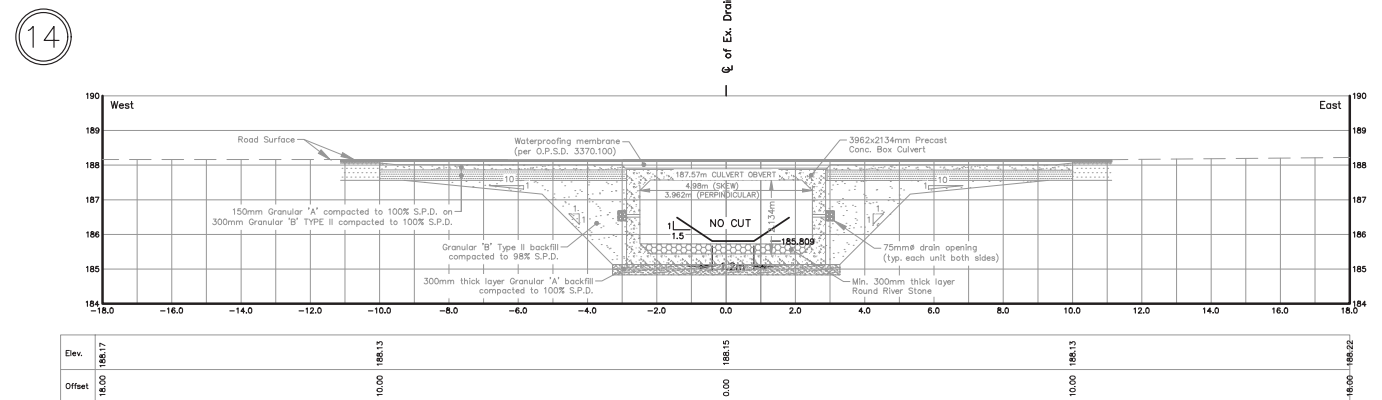 14
℄ of Ex. Drai
190
West
East
190
189
189
188
188
187
187
186
186
185
185
184
184
Road Surface
Waterproofing membrane
(per O.P.S.D. 3370.100)
3962x2134mm Precast
Conc. Box Culvert
187.57m CULVERT OBVERT
4.98m (SKEW)
3.962m (PERPINDICULAR)
10
1
10
1
1
1
1
1
2134m
NO CUT
1
1.5
185.809
1.2m
150mm Granular 'A' compacted to 100% S.P.D. on
300mm Granular 'B' TYPE II compacted to 100% S.P.D.
Granular 'B' Type II backfill
compacted to 98% S.P.D.
300mm thick layer Granular 'A' backfill
compacted to 100% S.P.D.
75mmø drain opening
(typ. each unit both sides)
Min. 300mm thick layer
Round River Stone
-18.0 -16.0 -14.0 -12.0 -10.0 -8.0 -6.0 -4.0 -2.0 0.0 2.0 4.0 6.0 8.0 10.0 12.0 14.0 16.0 18.0
Elev. 188.17 188.13 188.15 188.13 188.22
Offset 18.00 10.00 0.00 10.00 18.00